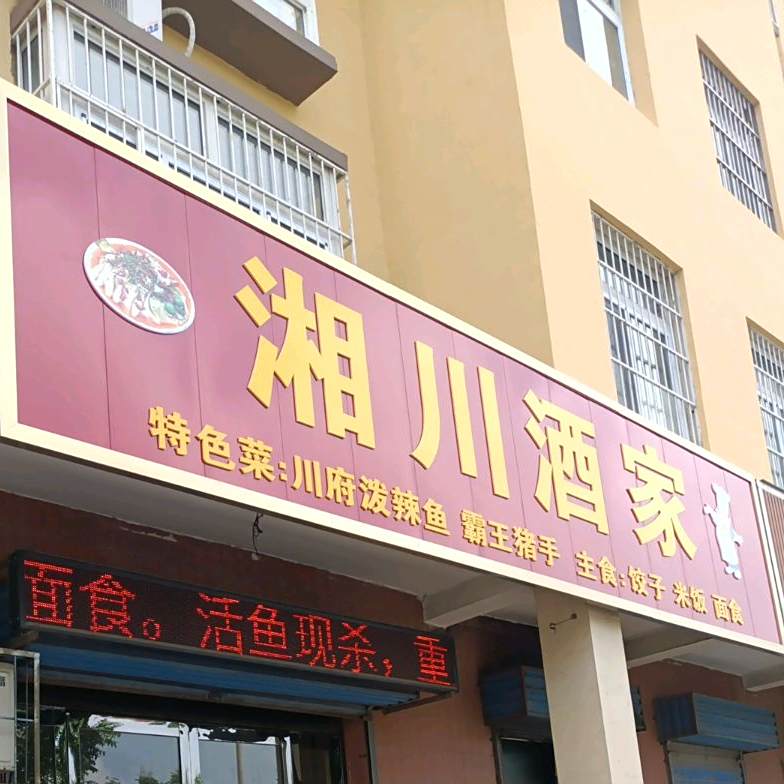 湘川酒家
特色菜:川府泼辣鱼 霸王猪手 主食:饺子 米饭 面食
面食。活鱼现杀,重